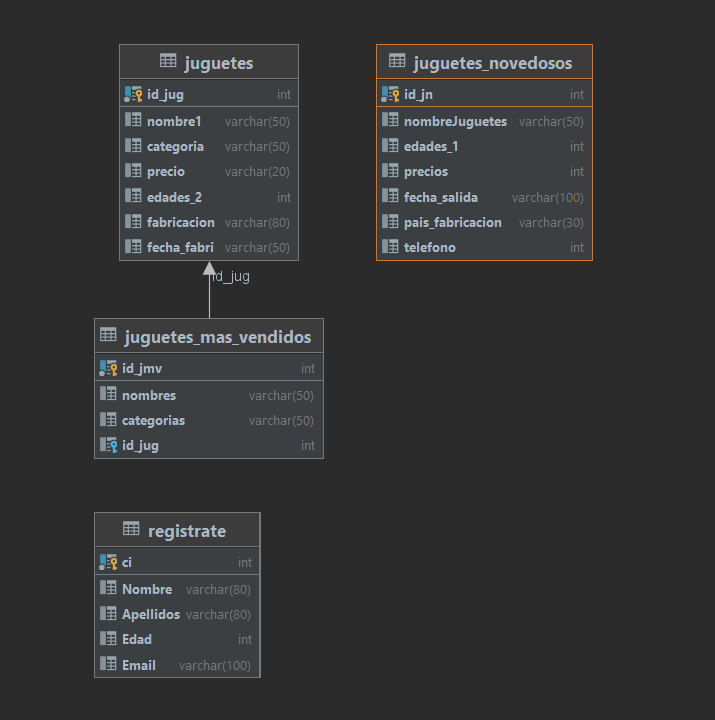 juguetes
id_jug int
nombre1 varchar(50)
categoria varchar(50)
precio varchar(20)
edades_2 int
fabricacion varchar(80)
fecha_fabri varchar(50)
juguetes_novedosos
id_jn int
nombreJuguetes varchar(50)
edades_1 int
precios int
fecha_salida varchar(100)
pais_fabricacion varchar(30)
telefono int
id_jug
juguetes_mas_vendidos
id_jmv int
nombres varchar(50)
categorias varchar(50)
id_jug int
registrate
ci int
Nombre varchar(80)
Apellidos varchar(80)
Edad int
Email varchar(100)